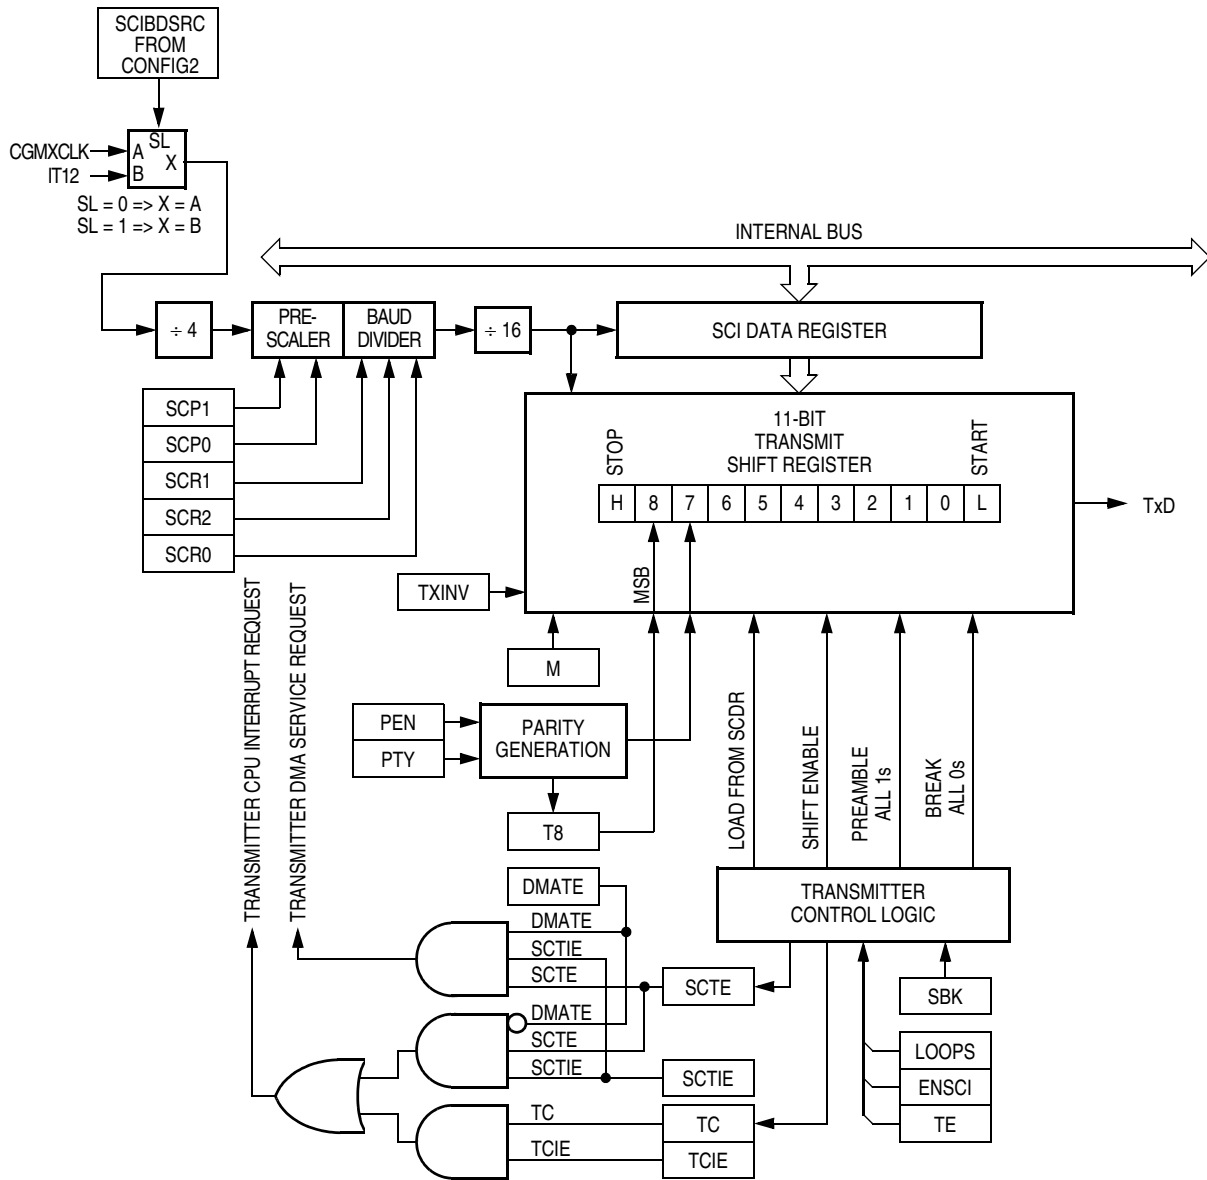 SCIBDSRC
FROM
CONFIG2
SL
CGMXCLK
A
X
IT12
B
SL = 0 => X = A
SL = 1 => X = B
INTERNAL BUS
÷ 4
PRE-
SCALER
BAUD
DIVIDER
÷ 16
SCI DATA REGISTER
SCP1
SCP0
SCR1
SCR2
SCR0
11-BIT
TRANSMIT
SHIFT REGISTER
STOP
START
H 8 7 6 5 4 3 2 1 0 L
TxD
MSB
TXINV
M
PEN
PTY
PARITY
GENERATION
T8
TRANSMITTER CPU INTERRUPT REQUEST
TRANSMITTER DMA SERVICE REQUEST
LOAD FROM SCDR
SHIFT ENABLE
PREAMBLE
ALL 1s
BREAK
ALL 0s
TRANSMITTER
CONTROL LOGIC
DMATE
DMATE
SCTIE
SCTE
SCTE
SBK
DMATE
SCTE
SCTIE
SCTIE
LOOPS
ENSCI
TE
TC
TC
TCIE
TCIE